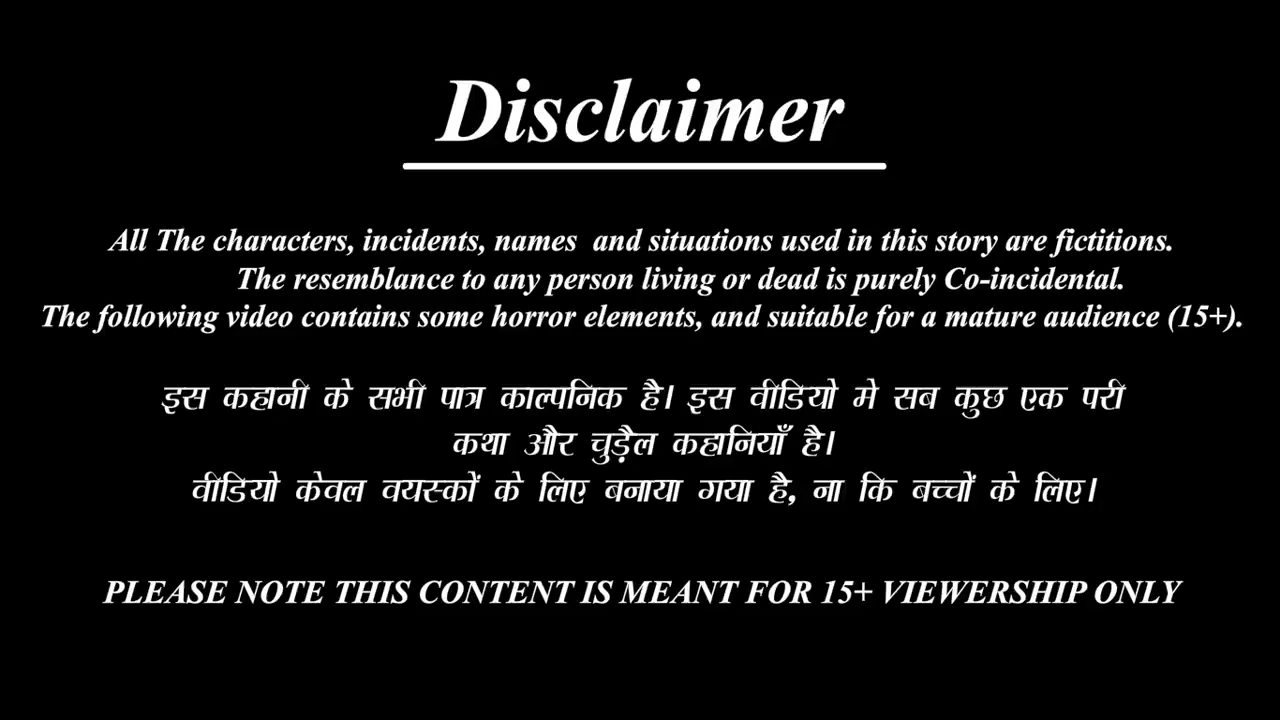 Disclaimer
All The characters, incidents, names and situations used in this story are fictitions.
The resemblance to any person living or dead is purely Co-incidental.
The following video contains some horror elements, and suitable for a mature audience (15+).
इस कहानी के सभी पात्र काल्पनिक है। इस वीडियो मे सब कुछ एक परी
कथा और चुड़ैल कहानियाँ है।
वीडियो केवल वयस्कों के लिए बनाया गया है, ना कि बच्चों के लिए।
PLEASE NOTE THIS CONTENT IS MEANT FOR 15+ VIEWERSHIP ONLY